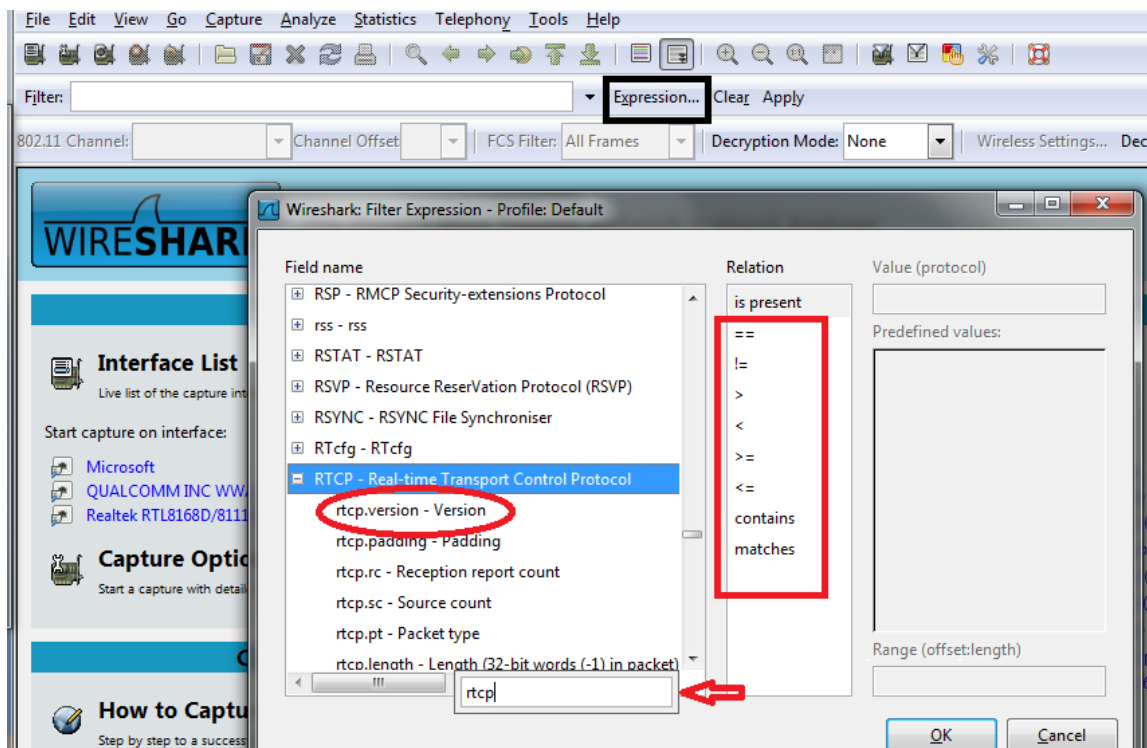 File Edit View Go Capture Analyze Statistics Telephony Tools Help
Filter: Expression... Clear Apply
802.11 Channel: Channel Offset FCS Filter: All Frames Decryption Mode: None Wireless Settings... Dec
WIRESHAR
Wireshark: Filter Expression - Profile: Default
Field name Relation Value (protocol)
RSP - RMCP Security-extensions Protocol
rss - rss
RSTAT - RSTAT
RSVP - Resource ReserVation Protocol (RSVP)
RSYNC - RSYNC File Synchroniser
RTcfg - RTcfg
RTCP - Real-time Transport Control Protocol
rtcp.version - Version
rtcp.padding - Padding
rtcp.rc - Reception report count
rtcp.sc - Source count
rtcp.pt - Packet type
rtcp.length - Length (32-bit words (-1) in packet)
rtcp
is present
==
!=
>
<
>=
<=
contains
matches
Predefined values:
Range (offset:length)
OK Cancel
Interface List
Live list of the capture int
Start capture on interface:
Microsoft
QUALCOMM INC WW
Realtek RTL8168D/8111
Capture Optio
Start a capture with detail
C
How to Captu
Step by step to a success